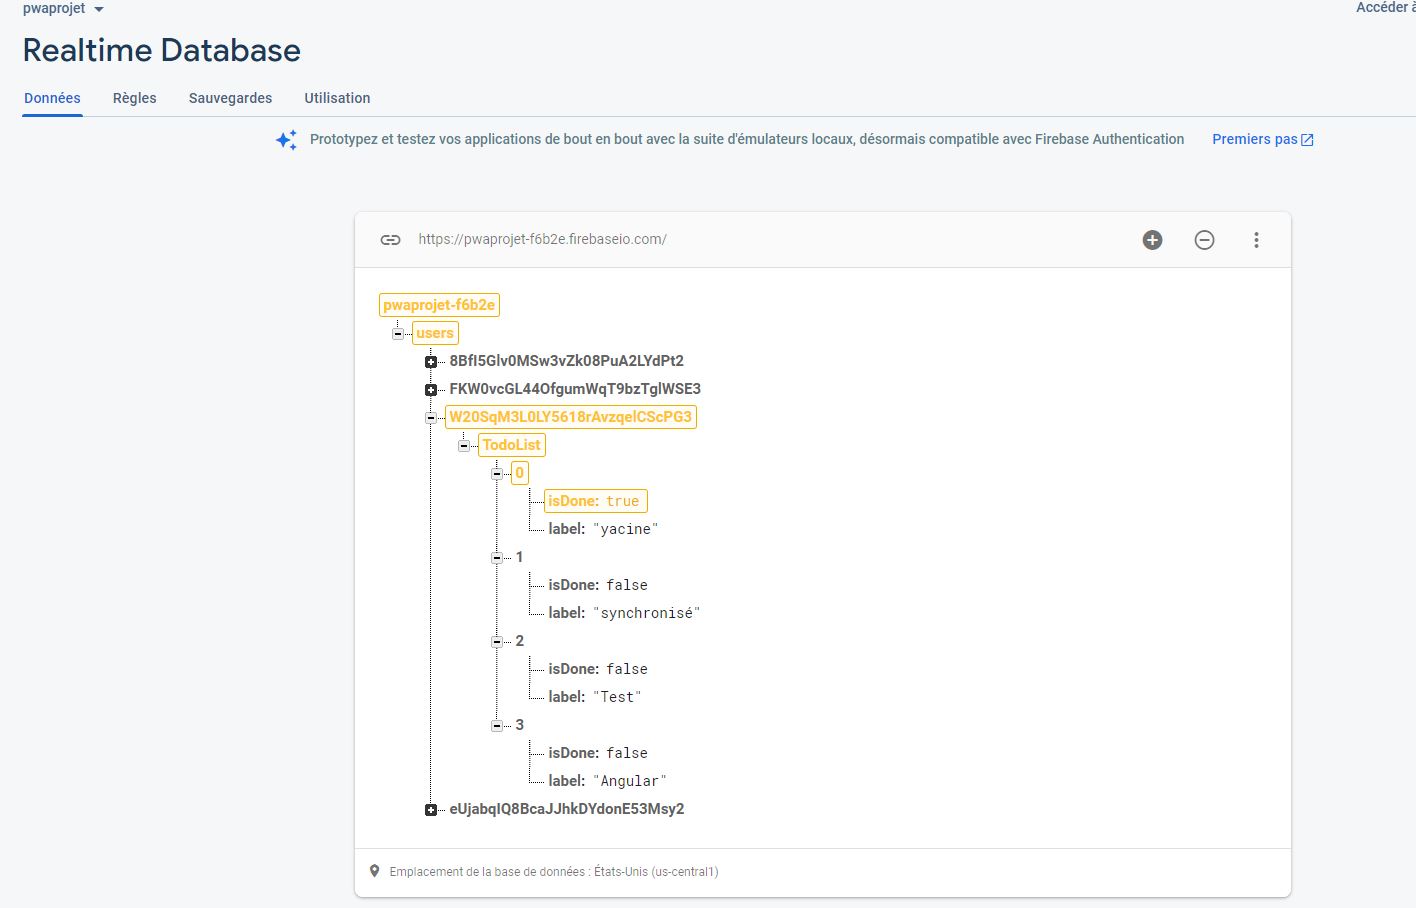 pwaprojet
Accéder à
Realtime Database
Données Règles Sauvegardes Utilisation
Prototypez et testez vos applications de bout en bout avec la suite d'émulateurs locaux, désormais compatible avec Firebase Authentication Premiers pas
https://pwaprojet-f6b2e.firebaseio.com/
pwaprojet-f6b2e
users
8BfI5Glv0MSw3vZk08PuA2LYdPt2
FKW0vcGL44OfgumWqT9bzTglWSE3
W20SqM3L0LY5618rAvzqelCScPG3
TodoList
0
isDone: true
label: "yacine"
1
isDone: false
label: "synchronisé"
2
isDone: false
label: "Test"
3
isDone: false
label: "Angular"
eUjabqIQ8BcaJJhkDYdonE53Msy2
Emplacement de la base de données : États-Unis (us-central1)